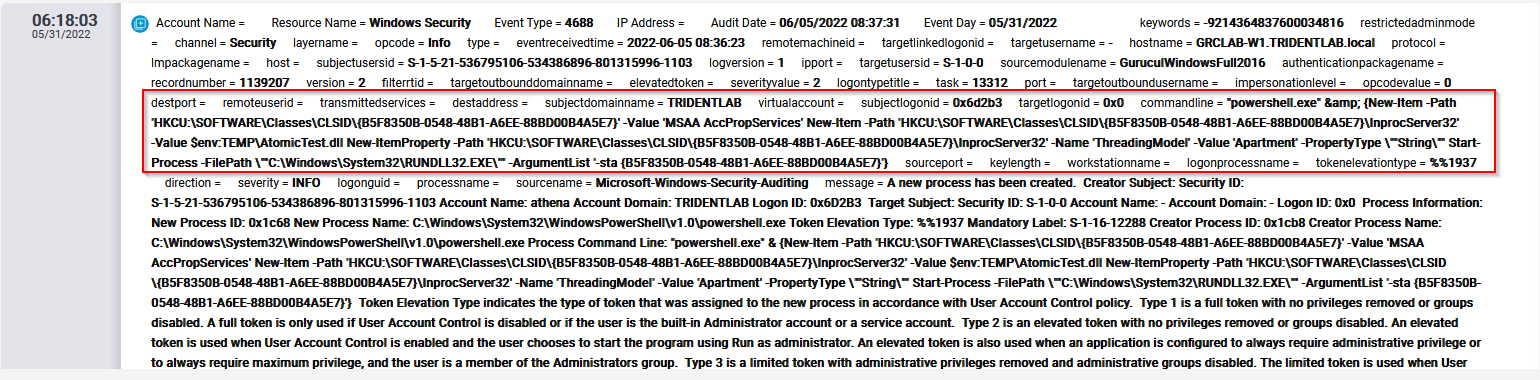 06:18:03
05/31/2022
Account Name = Resource Name = Windows Security Event Type = 4688 IP Address = Audit Date = 06/05/2022 08:37:31 Event Day = 05/31/2022 keywords = -9214364837600034816 restrictedadminmode
= channel = Security layername = opcode = Info type = eventreceivedtime = 2022-06-05 08:36:23 remotemachineid = targetlinkedlogonid = targetusername = - hostname = GRCLAB-W1.TRIDENTLAB.local protocol =
lmpackagename = host = subjectusersid = S-1-5-21-536795106-534386896-801315996-1103 logversion = 1 ipport = targetusersid = S-1-0-0 sourcemodulename = GuruculWindowsFull2016 authenticationpackagename =
recordnumber = 1139207 version = 2 filterrtid = targetoutbounddomainname = elevatedtoken = severityvalue = 2 logontypetitle = task = 13312 port = targetoutboundusername = impersonationlevel = opcodevalue = 0
destport = remoteuserid = transmittedservices = destaddress = subjectdomainname = TRIDENTLAB virtualaccount = subjectlogonid = 0x6d2b3 targetlogonid = 0x0 commandline = "powershell.exe" &amp; {New-Item -Path
'HKCU:\SOFTWARE\Classes\CLSID\{B5F8350B-0548-48B1-A6EE-88BD00B4A5E7}' -Value 'MSAA AccPropServices' New-Item -Path 'HKCU:\SOFTWARE\Classes\CLSID\{B5F8350B-0548-48B1-A6EE-88BD00B4A5E7}\InprocServer32'
-Value $env:TEMP\AtomicTest.dll New-ItemProperty -Path 'HKCU:\SOFTWARE\Classes\CLSID\{B5F8350B-0548-48B1-A6EE-88BD00B4A5E7}\InprocServer32' -Name 'ThreadingModel' -Value 'Apartment' -PropertyType \""String\"" Start-
Process -FilePath \""C:\Windows\System32\RUNDLL32.EXE\"" -ArgumentList '-sta {B5F8350B-0548-48B1-A6EE-88BD00B4A5E7}'} sourceport = keylength = workstationname = logonprocessname = tokenelevationtype = %%1937
direction = severity = INFO logonguid = processname = sourcename = Microsoft-Windows-Security-Auditing message = A new process has been created. Creator Subject: Security ID:
S-1-5-21-536795106-534386896-801315996-1103 Account Name: athena Account Domain: TRIDENTLAB Logon ID: 0x6D2B3 Target Subject: Security ID: S-1-0-0 Account Name: - Account Domain: - Logon ID: 0x0 Process Information:
New Process ID: 0x1c68 New Process Name: C:\Windows\System32\WindowsPowerShell\v1.0\powershell.exe Token Elevation Type: %%1937 Mandatory Label: S-1-16-12288 Creator Process ID: 0x1cb8 Creator Process Name:
C:\Windows\System32\WindowsPowerShell\v1.0\powershell.exe Process Command Line: "powershell.exe" & {New-Item -Path 'HKCU:\SOFTWARE\Classes\CLSID\{B5F8350B-0548-48B1-A6EE-88BD00B4A5E7}' -Value 'MSAA
AccPropServices' New-Item -Path 'HKCU:\SOFTWARE\Classes\CLSID\{B5F8350B-0548-48B1-A6EE-88BD00B4A5E7}\InprocServer32' -Value $env:TEMP\AtomicTest.dll New-ItemProperty -Path 'HKCU:\SOFTWARE\Classes\CLSID
\{B5F8350B-0548-48B1-A6EE-88BD00B4A5E7}\InprocServer32' -Name 'ThreadingModel' -Value 'Apartment' -PropertyType \""String\"" Start-Process -FilePath \""C:\Windows\System32\RUNDLL32.EXE\"" -ArgumentList '-sta {B5F8350B-
0548-48B1-A6EE-88BD00B4A5E7}'} Token Elevation Type indicates the type of token that was assigned to the new process in accordance with User Account Control policy. Type 1 is a full token with no privileges removed or groups
disabled. A full token is only used if User Account Control is disabled or if the user is the built-in Administrator account or a service account. Type 2 is an elevated token with no privileges removed or groups disabled. An elevated
token is used when User Account Control is enabled and the user chooses to start the program using Run as administrator. An elevated token is also used when an application is configured to always require administrative privilege or
to always require maximum privilege, and the user is a member of the Administrators group. Type 3 is a limited token with administrative privileges removed and administrative groups disabled. The limited token is used when User